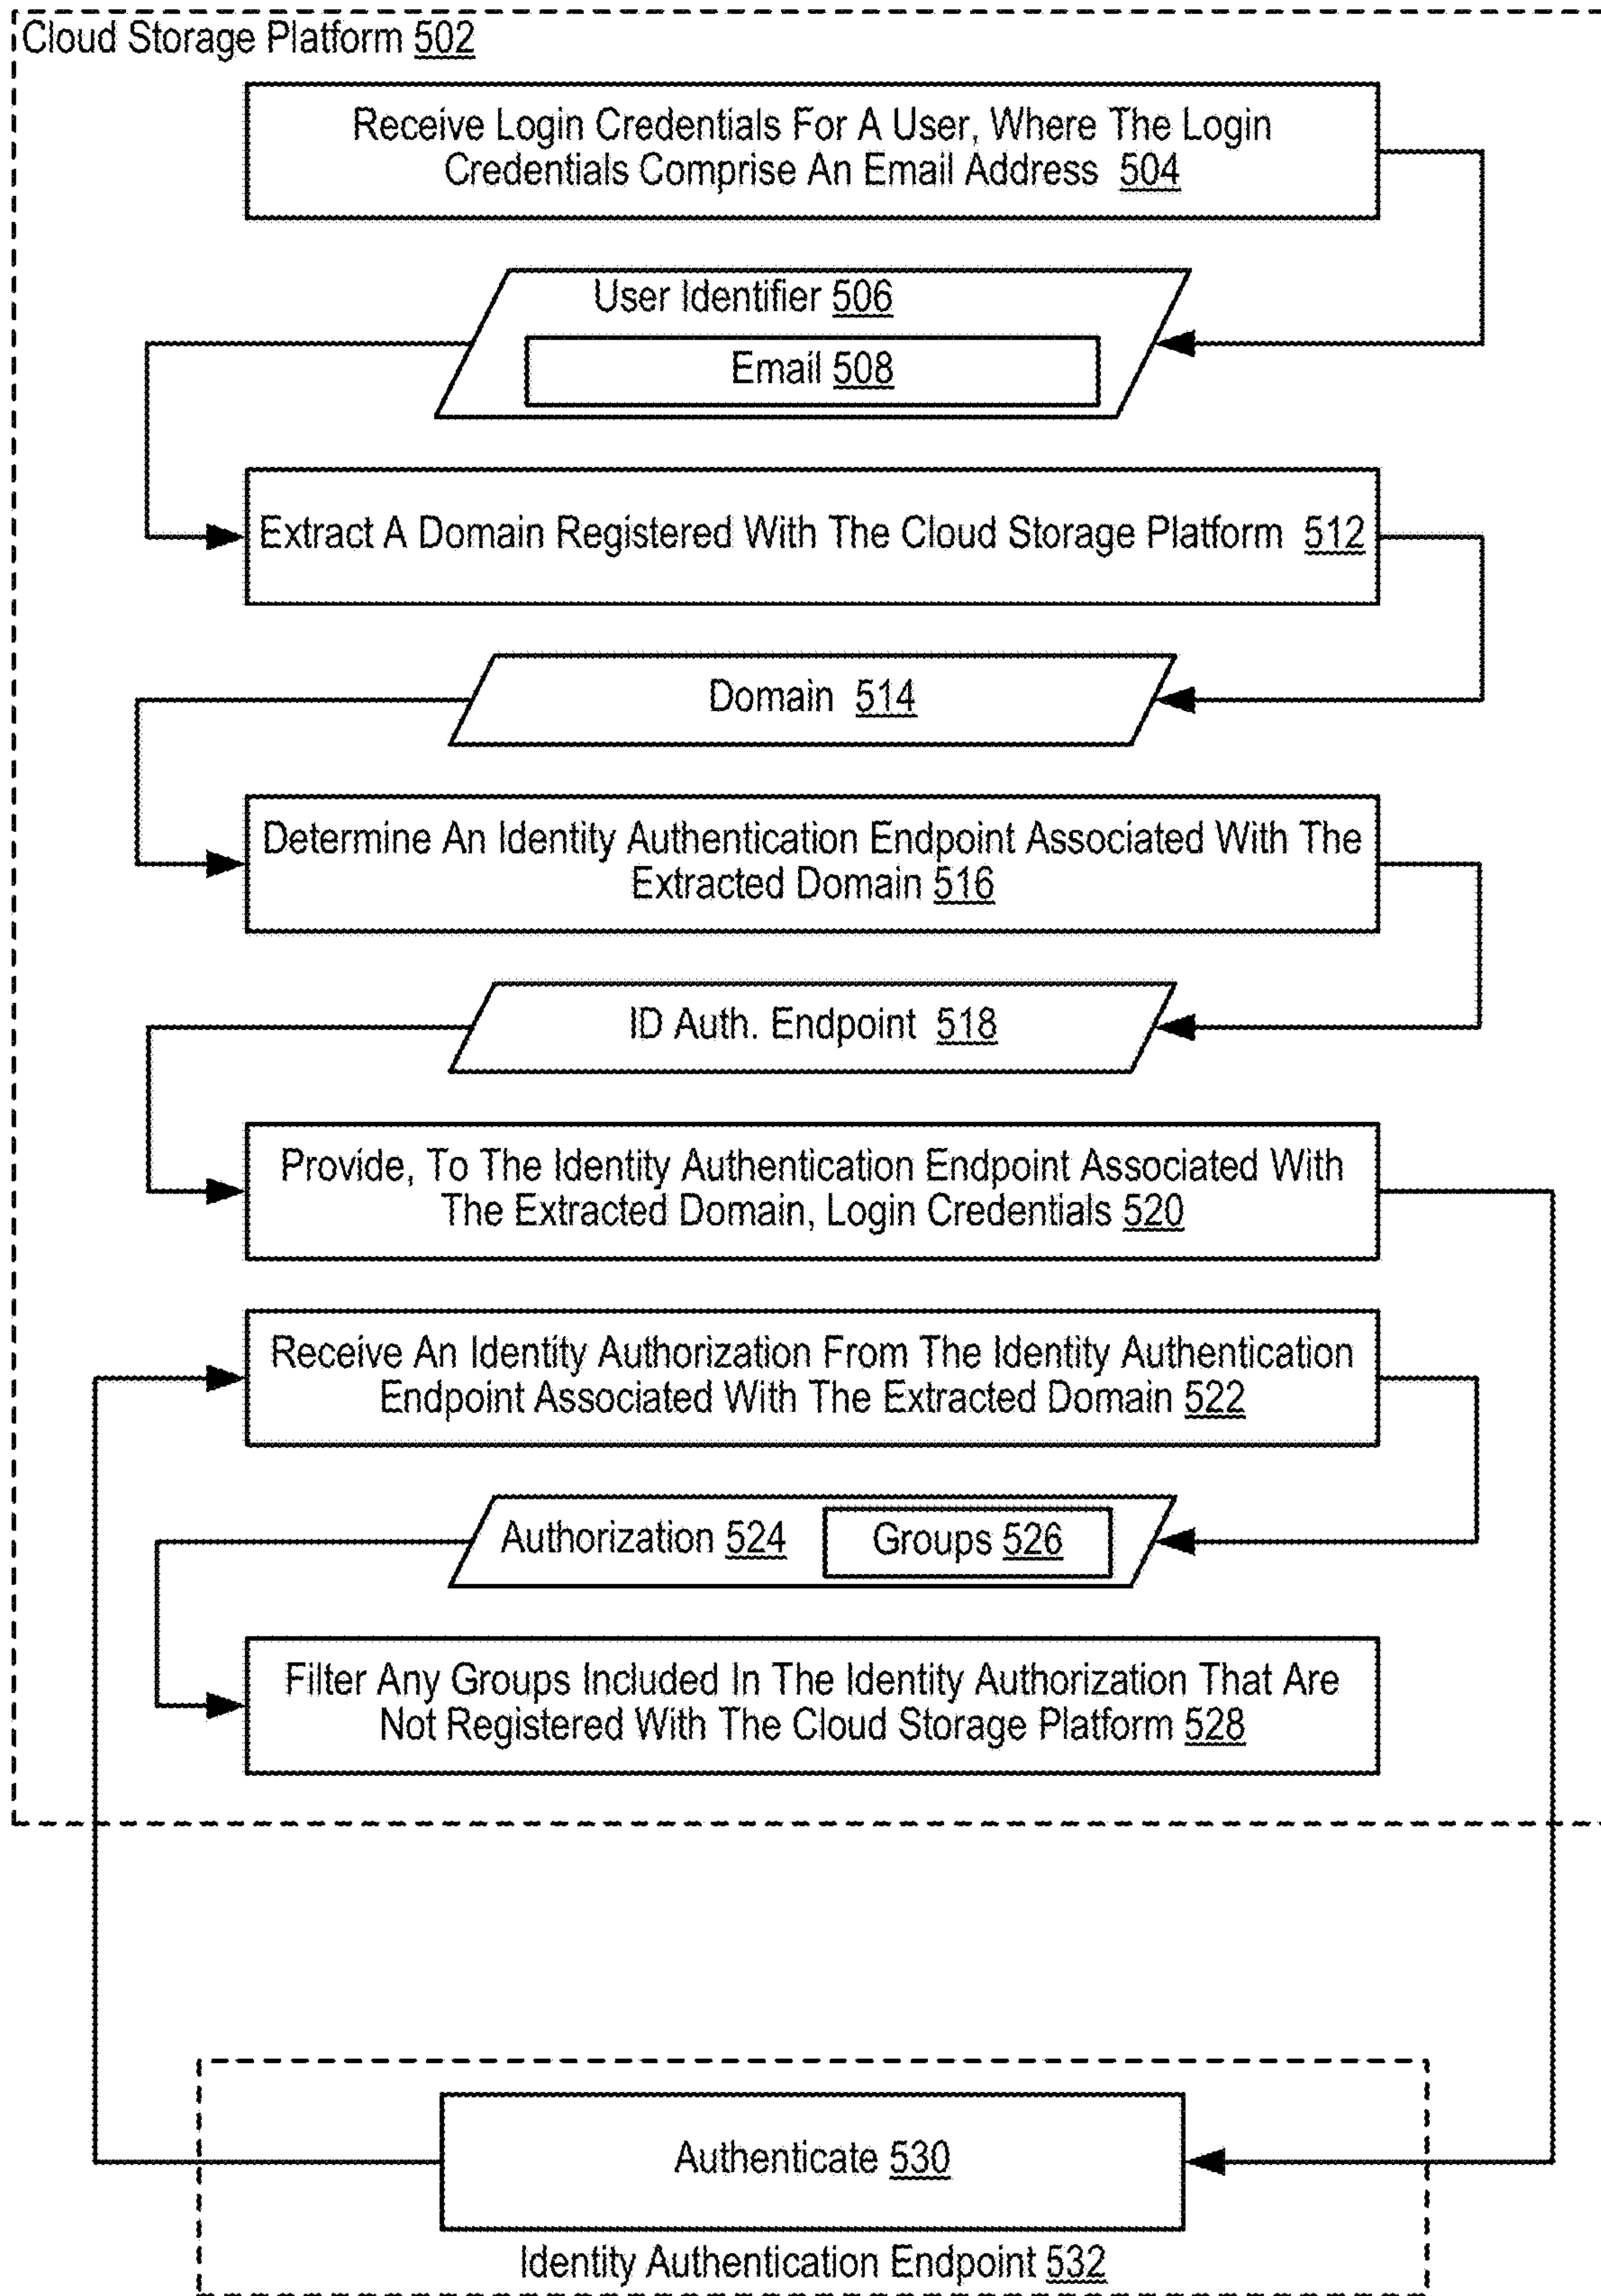 Cloud Storage Platform 502
Receive Login Credentials For A User, Where The Login
Credentials Comprise An Email Address 504
User Identifier 506
Email 508
Extract A Domain Registered With The Cloud Storage Platform 512
Domain 514
Determine An Identity Authentication Endpoint Associated With The
Extracted Domain 516
ID Auth. Endpoint 518
Provide, To The Identity Authentication Endpoint Associated With
The Extracted Domain, Login Credentials 520
Receive An Identity Authorization From The Identity Authentication
Endpoint Associated With The Extracted Domain 522
Authorization 524 Groups 526
Filter Any Groups Included In The Identity Authorization That Are
Not Registered With The Cloud Storage Platform 528
Authenticate 530
Identity Authentication Endpoint 532